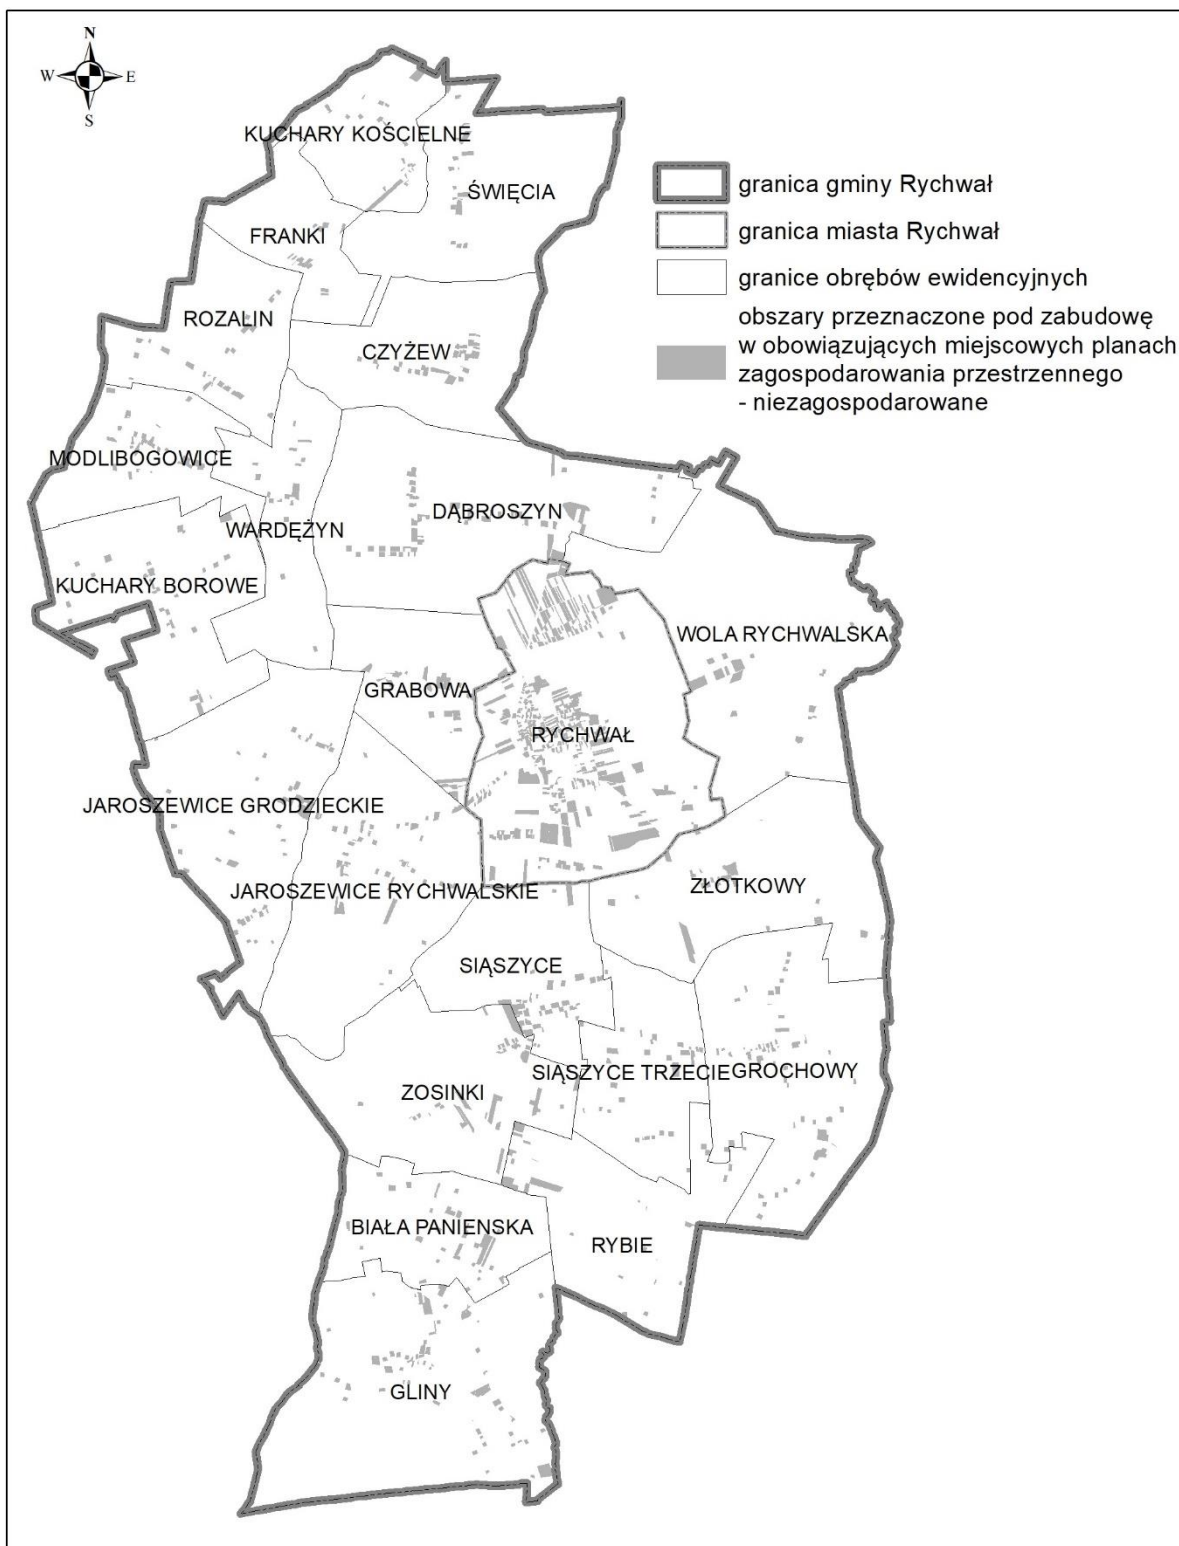 N
W E
S
KUCHARY KOŚCIELNE
ŚWIĘCIA
FRANKI
ROZALIN
CZYŻEW
MODLIBOGOWICE
DĄBROSZYN
WARDĘŻYN
KUCHARY BOROWE
WOLA RYCHWALSKA
GRABOWA
RYCHWAŁ
JAROSZEWICE GRODZIECKIE
JAROSZEWICE RYCHWALSKIE
ZŁOTKOWY
SIĄSZYCE
SIĄSZYCE TRZECIE
GROCHOWY
ZOSINKI
BIAŁA PANIENSKA
RYBIE
GLINY
granica gminy Rychwał
granica miasta Rychwał
granice obrębów ewidencyjnych
obszary przeznaczone pod zabudowę
w obowiązujących miejscowych planach
zagospodarowania przestrzennego
- niezagospodarowane